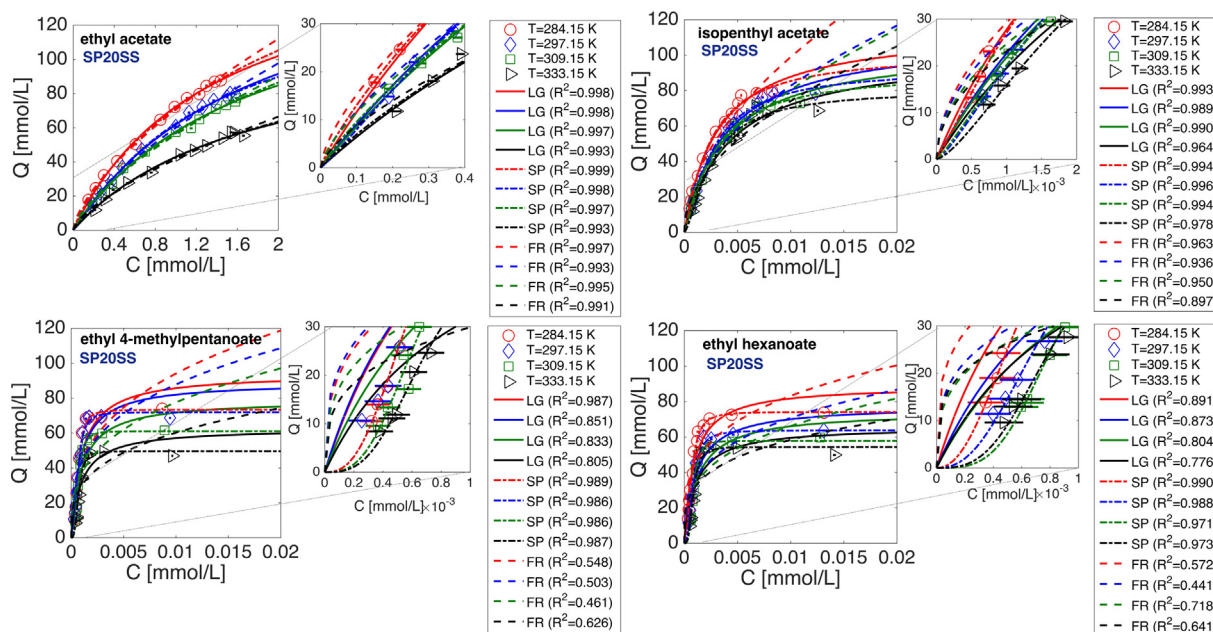 ethyl acetate
SP20SS
Q [mmol/L]
120
100
80
60
40
20
0
0 0.4 0.8 1.2 1.6 2
C [mmol/L]
Q [mmol/L]
30
20
10
0
0 0.1 0.2 0.3 0.4
C [mmol/L]
T=284.15 K
T=297.15 K
T=309.15 K
T=333.15 K
LG (R²=0.998)
LG (R²=0.998)
LG (R²=0.997)
LG (R²=0.993)
SP (R²=0.999)
SP (R²=0.998)
SP (R²=0.997)
SP (R²=0.993)
FR (R²=0.997)
FR (R²=0.993)
FR (R²=0.995)
FR (R²=0.991)
isopenthyl acetate
SP20SS
Q [mmol/L]
120
100
80
60
40
20
0
0 0.005 0.01 0.015 0.02
C [mmol/L]
Q [mmol/L]
30
20
10
0
0 0.5 1 1.5 2
C [mmol/L] ×10⁻³
T=284.15 K
T=297.15 K
T=309.15 K
T=333.15 K
LG (R²=0.993)
LG (R²=0.989)
LG (R²=0.990)
LG (R²=0.964)
SP (R²=0.994)
SP (R²=0.996)
SP (R²=0.994)
SP (R²=0.978)
FR (R²=0.963)
FR (R²=0.936)
FR (R²=0.950)
FR (R²=0.897)
ethyl 4-methylpentanoate
SP20SS
Q [mmol/L]
120
100
80
60
40
20
0
0 0.005 0.01 0.015 0.02
C [mmol/L]
Q [mmol/L]
30
20
10
0
0 0.2 0.4 0.6 0.8 1
C [mmol/L] ×10⁻³
T=284.15 K
T=297.15 K
T=309.15 K
T=333.15 K
LG (R²=0.987)
LG (R²=0.851)
LG (R²=0.833)
LG (R²=0.805)
SP (R²=0.989)
SP (R²=0.986)
SP (R²=0.986)
SP (R²=0.987)
FR (R²=0.548)
FR (R²=0.503)
FR (R²=0.461)
FR (R²=0.626)
ethyl hexanoate
SP20SS
Q [mmol/L]
120
100
80
60
40
20
0
0 0.005 0.01 0.015 0.02
C [mmol/L]
Q [mmol/L]
30
20
10
0
0 0.2 0.4 0.6 0.8 1
C [mmol/L] ×10⁻³
T=284.15 K
T=297.15 K
T=309.15 K
T=333.15 K
LG (R²=0.891)
LG (R²=0.873)
LG (R²=0.804)
LG (R²=0.776)
SP (R²=0.990)
SP (R²=0.988)
SP (R²=0.971)
SP (R²=0.973)
FR (R²=0.572)
FR (R²=0.441)
FR (R²=0.718)
FR (R²=0.641)